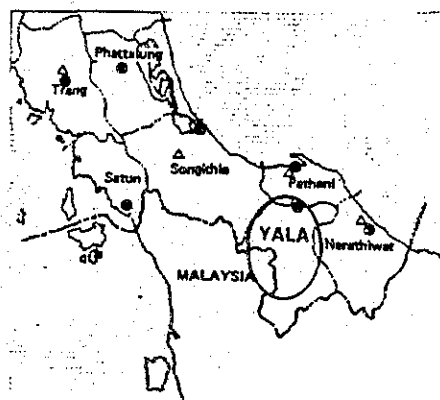 Phattalung
Trang
Songkhla
Satun
Pattani
YALA
Narathiwat
MALAYSIA